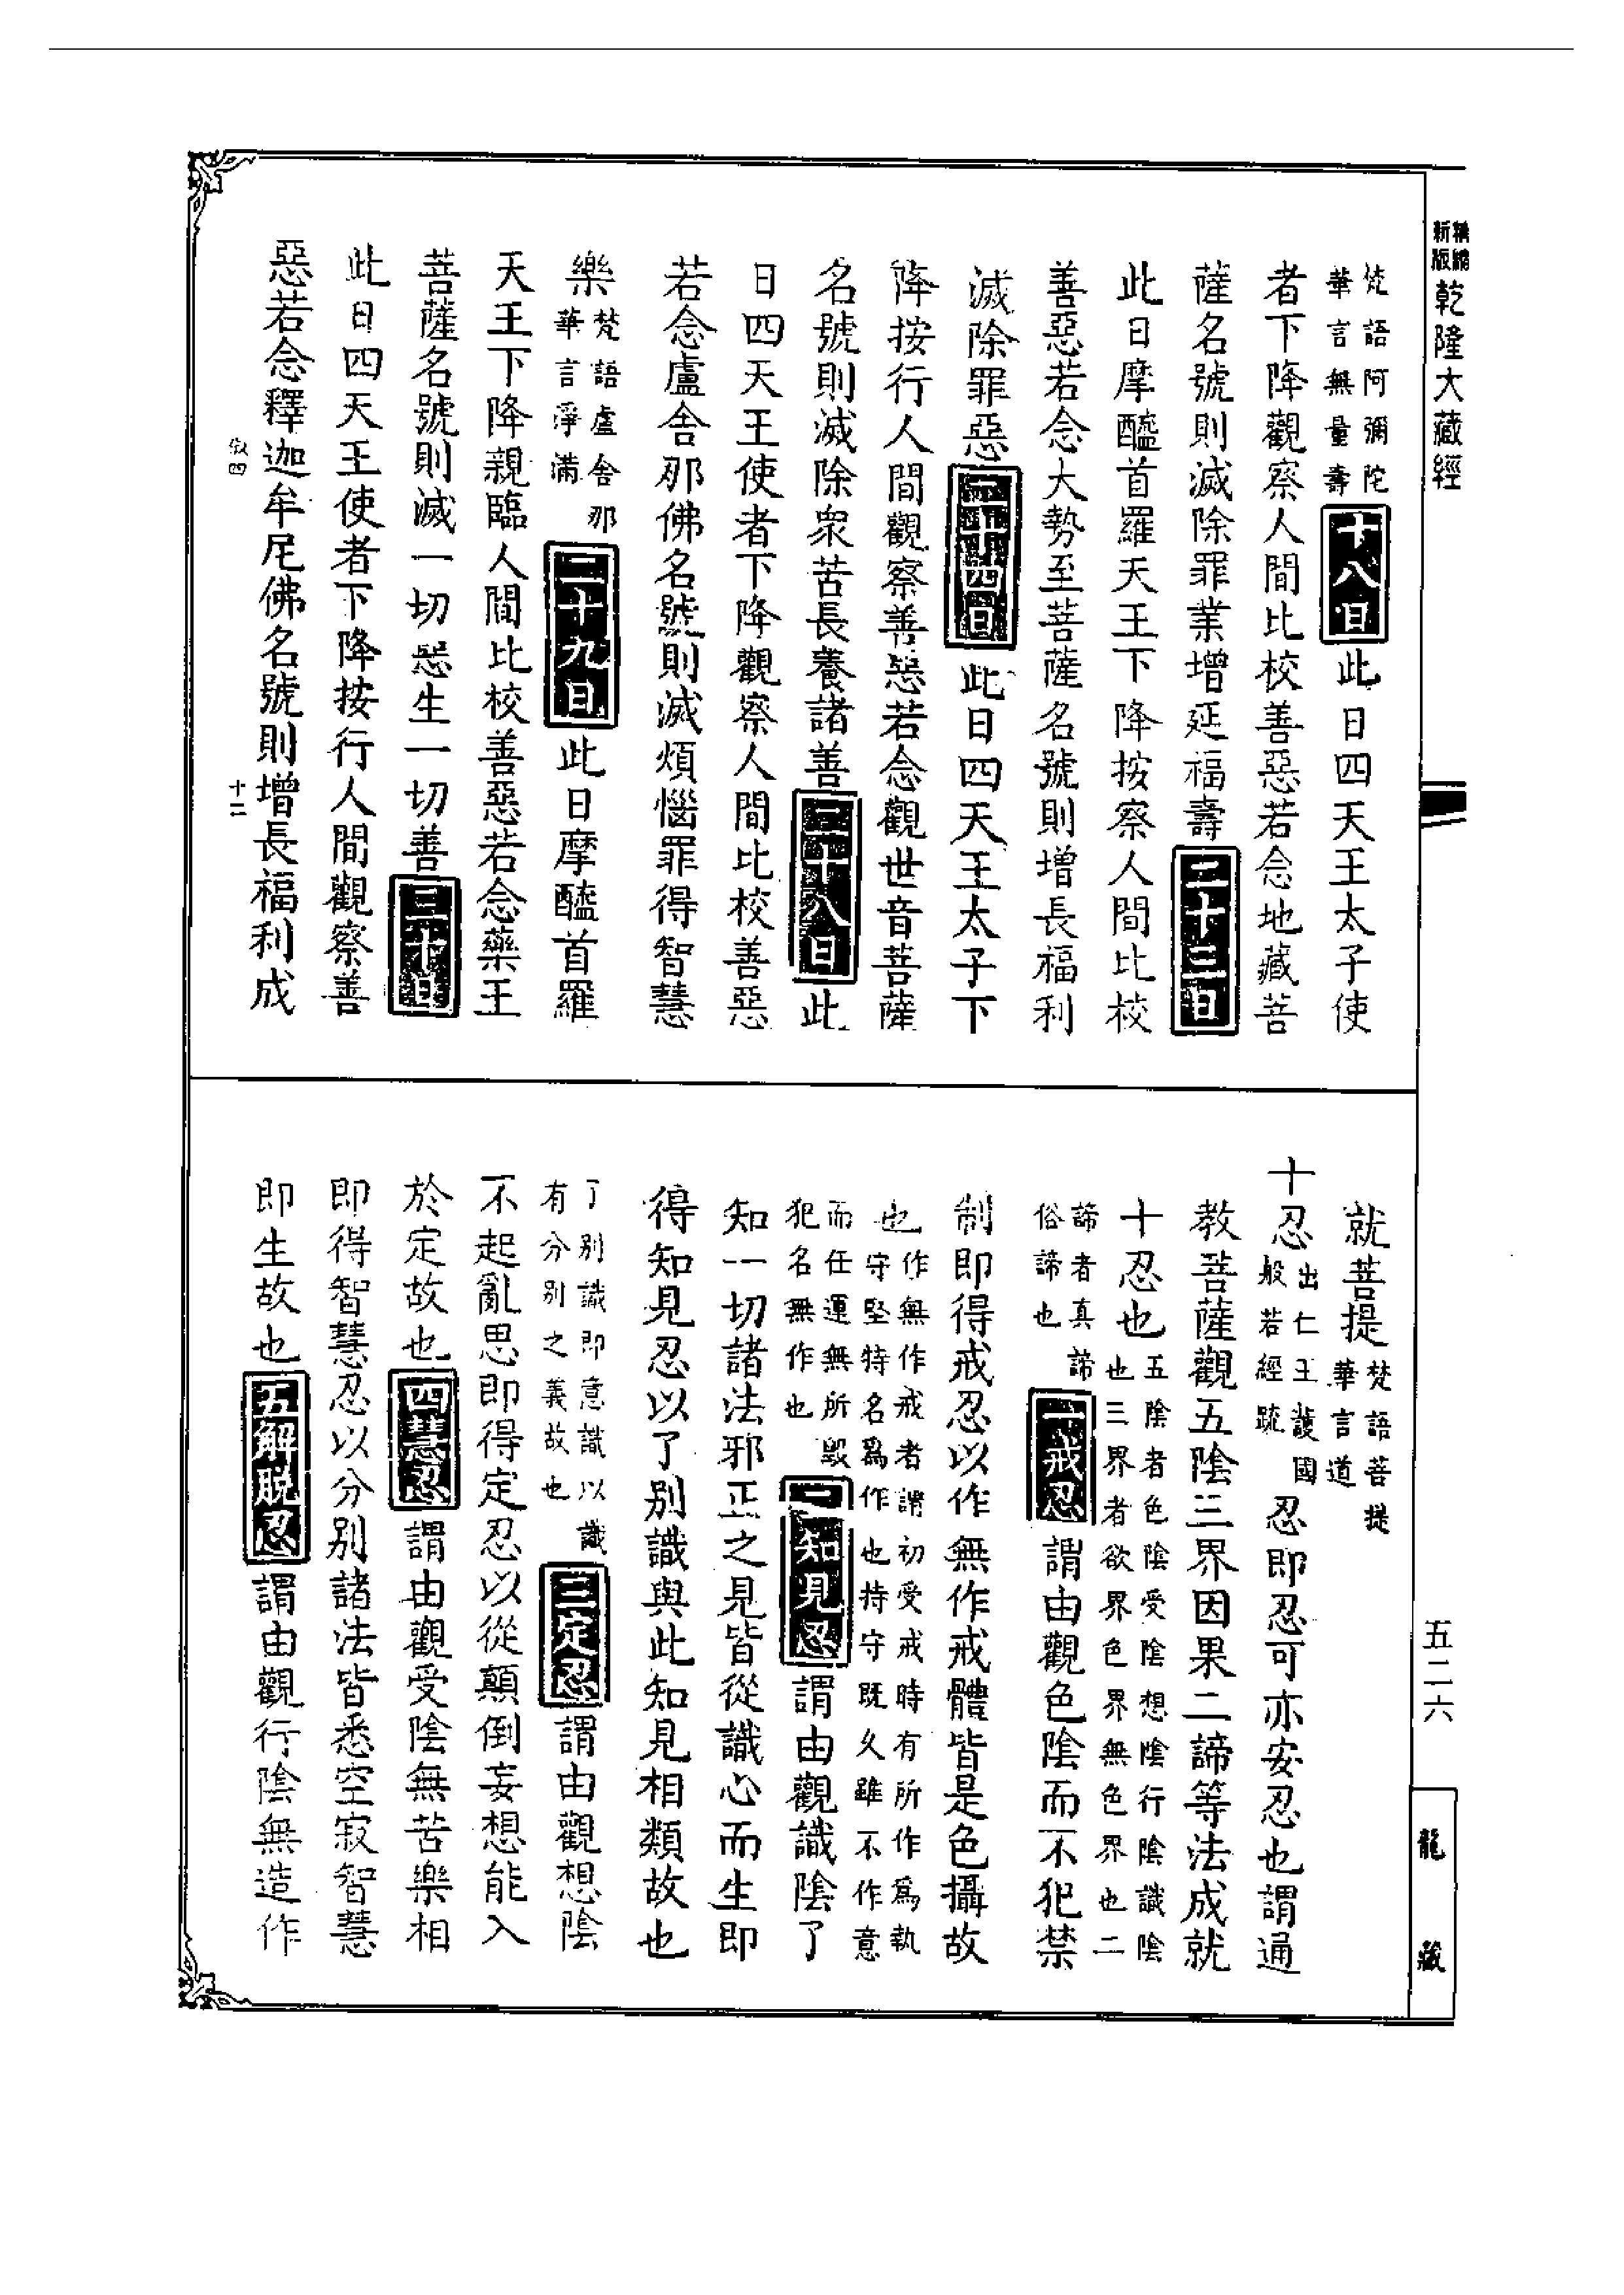 精縮
新版
乾隆大藏經
梵語阿彌陀
華言無量壽
十八日
此日四天王太子使
者下降觀察人間比校善惡若念地藏菩
薩名號則滅除罪業增延福壽二十三日
此日摩醯首羅天王下降按察人間比校
善惡若念大勢至菩薩名號則增長福利
滅除罪惡二十四日此日四天王太子下
降按行人間觀察善惡若念觀世音菩薩
名號則滅除衆苦長養諸善二十八日此
日四天王使者下降觀察人間比校善惡
若念盧舍那佛名號則滅煩惱罪得智慧
樂
梵語盧舍那
華言淨滿
二十九日此日摩醯首羅
天王下降親臨人間比校善惡若念藥王
菩薩名號則滅一切惡生一切善三十日
此日四天王使者下降按行人間觀察善
惡若念釋迦牟尼佛名號則增長福利成
四
十二
就菩提
梵語菩提
華言道
十忍
出仁王護國
般若經疏
忍即忍可亦安忍也謂通
教菩薩觀五陰三界因果二諦等法成就
十忍也
五陰者色陰受陰想陰行陰識陰
也三界者欲界色界無色界也二
諦者真諦
俗諦也
一戒忍謂由觀色陰而不犯禁
制即得戒忍以作無作戒體皆是色攝故
也
作無作戒者謂初受戒時有所作爲執
守堅持名爲作也持守既久雖不作意
而任運無所毀
犯名無作也
二知見忍謂由觀識陰了
知一切諸法邪正之見皆從識心而生即
得知見忍以了别識與此知見相類故也
了别識即意識以識
有分别之義故也
三定忍謂由觀想陰
不起亂思即得定忍以從顛倒妄想能入
於定故也四慧忍謂由觀受陰無苦樂相
即得智慧忍以分别諸法皆悉空寂智慧
即生故也五解脱忍謂由觀行陰無造作
五二六
龍藏